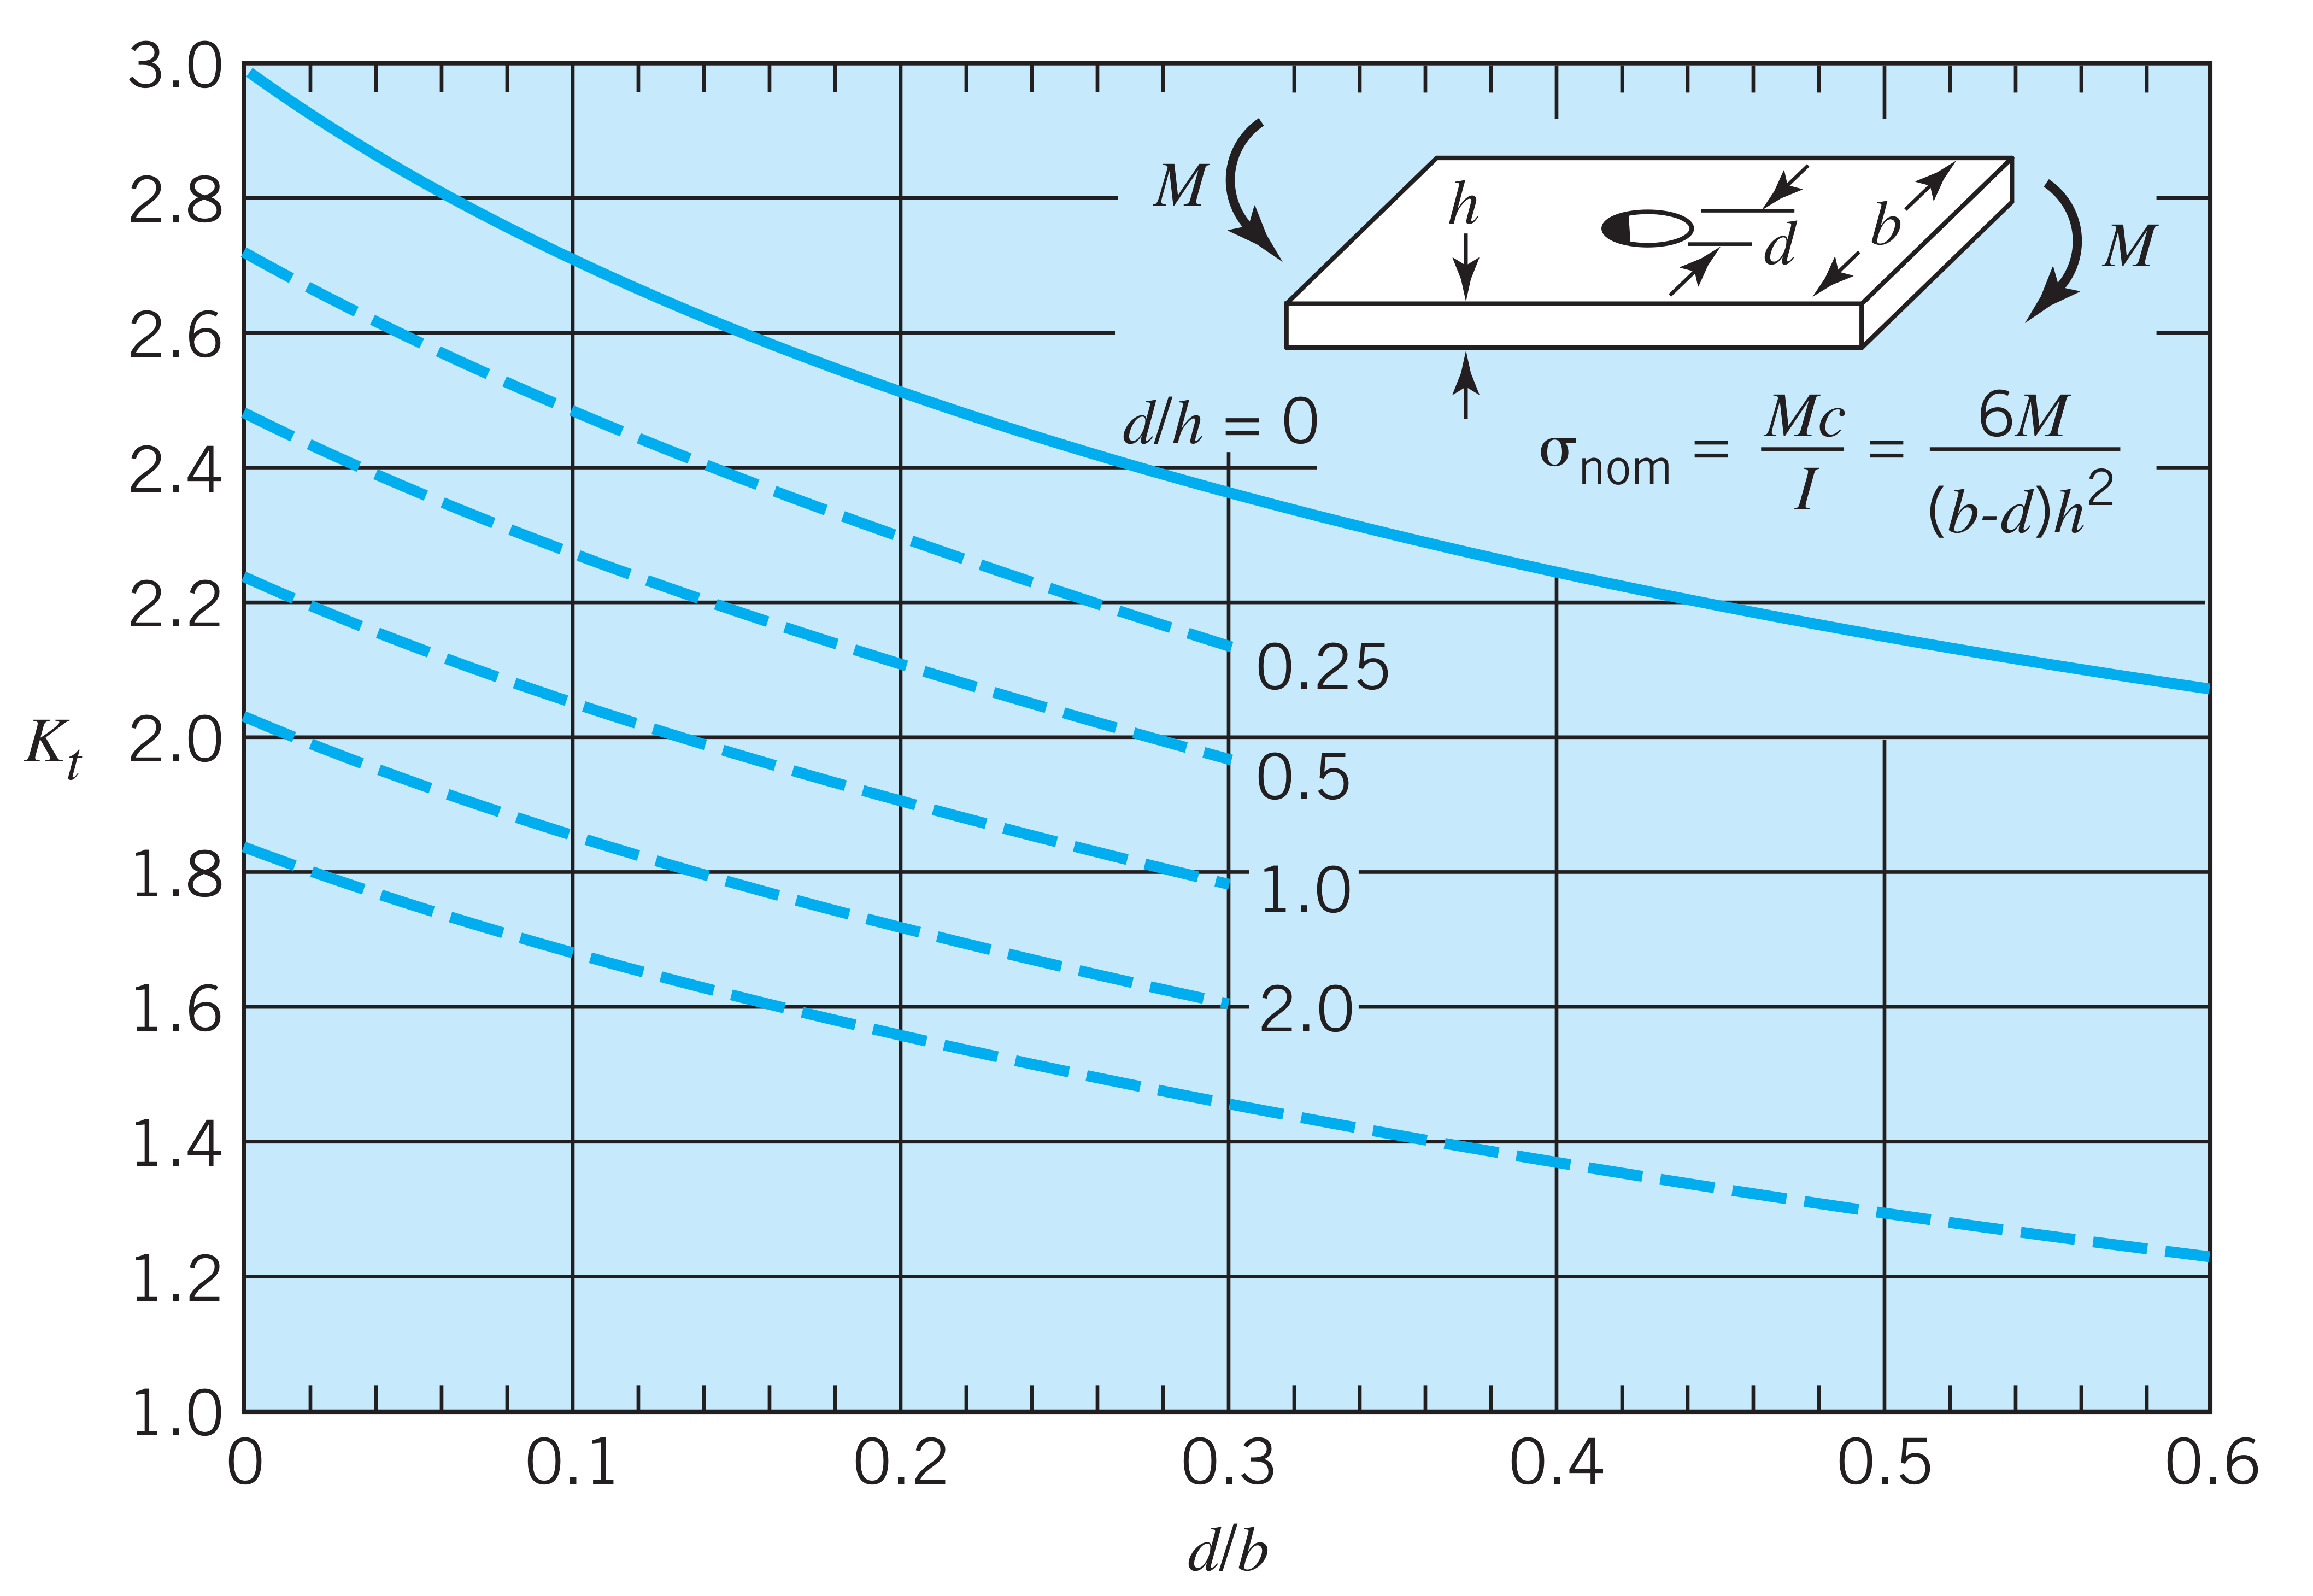 3.0
2.8
2.6
2.4
2.2
K_t 2.0
1.8
1.6
1.4
1.2
1.0
M
h
d
b
M
d/h = 0
σ_nom = Mc/I = 6M/(b-d)h²
0.25
0.5
1.0
2.0
0 0.1 0.2 0.3 0.4 0.5 0.6
d/b